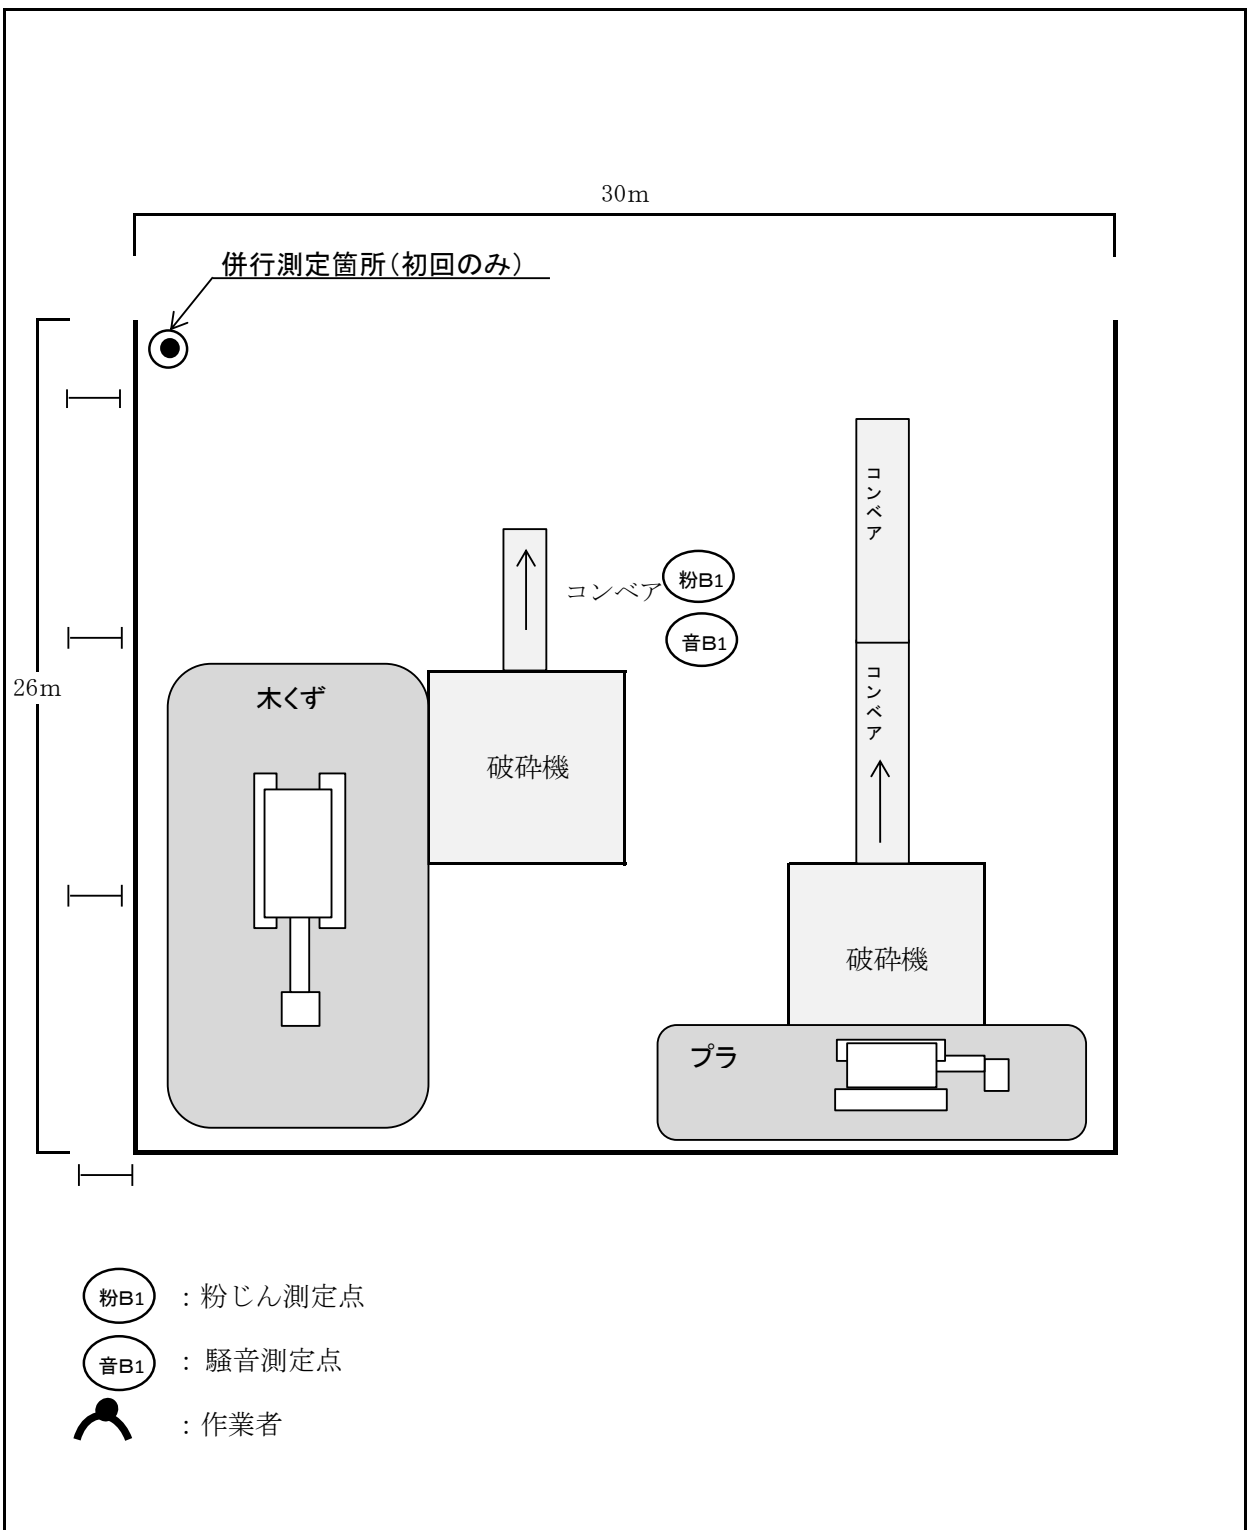 30m
併行測定箇所(初回のみ)
コンベア
コンベア
粉B1
音B1
コンベア
26m
木くず
破砕機
破砕機
プラ
粉B1 : 粉じん測定点
音B1 : 騒音測定点
: 作業者